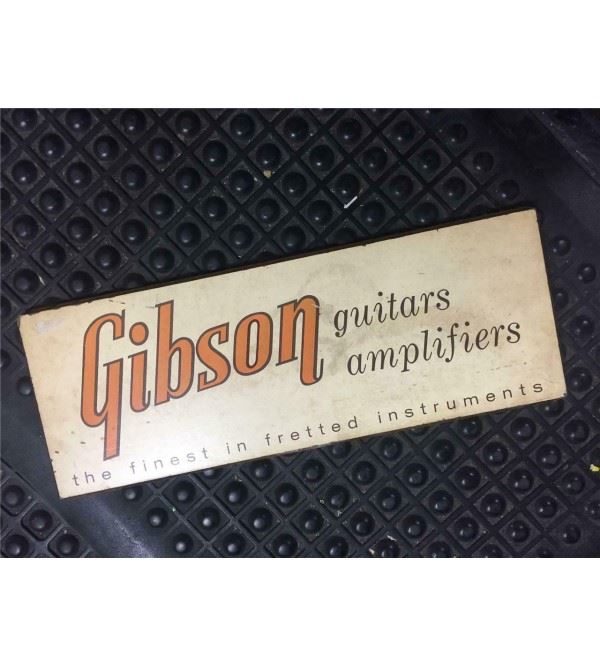 Gibson
guitars
amplifiers
the finest in fretted instruments